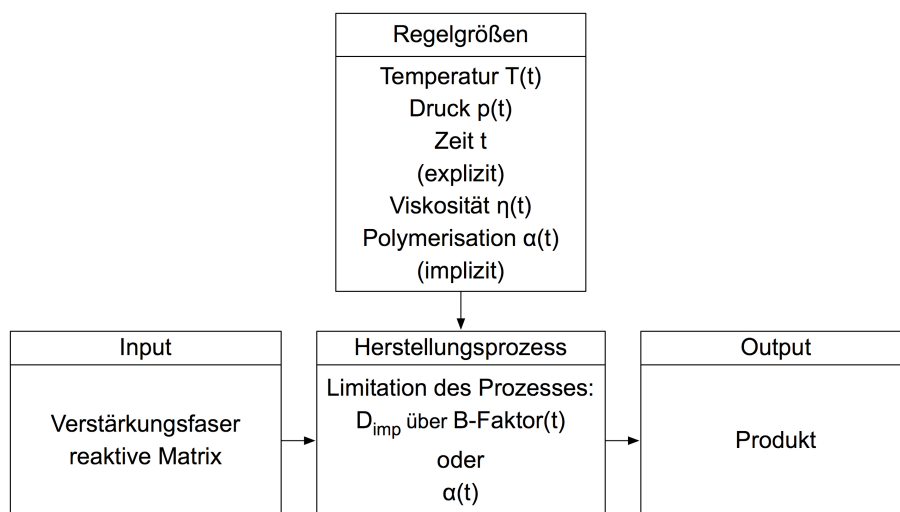 Regelgrößen
Temperatur T(t)
Druck p(t)
Zeit t
(explizit)
Viskosität η(t)
Polymerisation α(t)
(implizit)
Input
Verstärkungsfaser
reaktive Matrix
Herstellungsprozess
Limitation des Prozesses:
D_imp über B-Faktor(t)
oder
α(t)
Output
Produkt